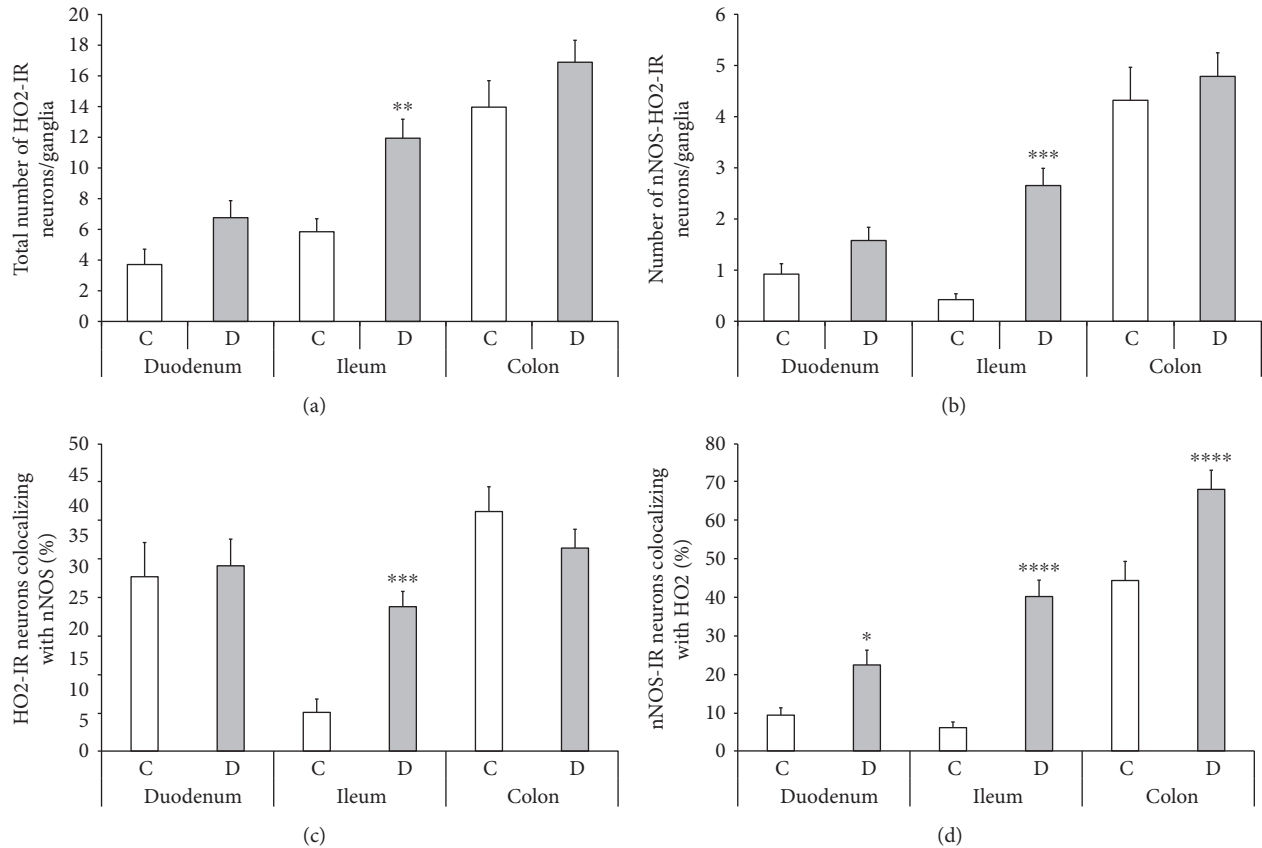 Total number of HO2-IR
neurons/ganglia
20
18
16
14
12
10
8
6
4
2
0
**
C D C D C D
Duodenum Ileum Colon
(a)
Number of nNOS-HO2-IR
neurons/ganglia
6
5
4
3
2
1
0
***
C D C D C D
Duodenum Ileum Colon
(b)
HO2-IR neurons colocalizing
with nNOS (%)
50
45
40
35
30
25
20
15
10
5
0
***
C D C D C D
Duodenum Ileum Colon
(c)
nNOS-IR neurons colocalizing
with HO2 (%)
80
70
60
50
40
30
20
10
0
*
****
****
C D C D C D
Duodenum Ileum Colon
(d)